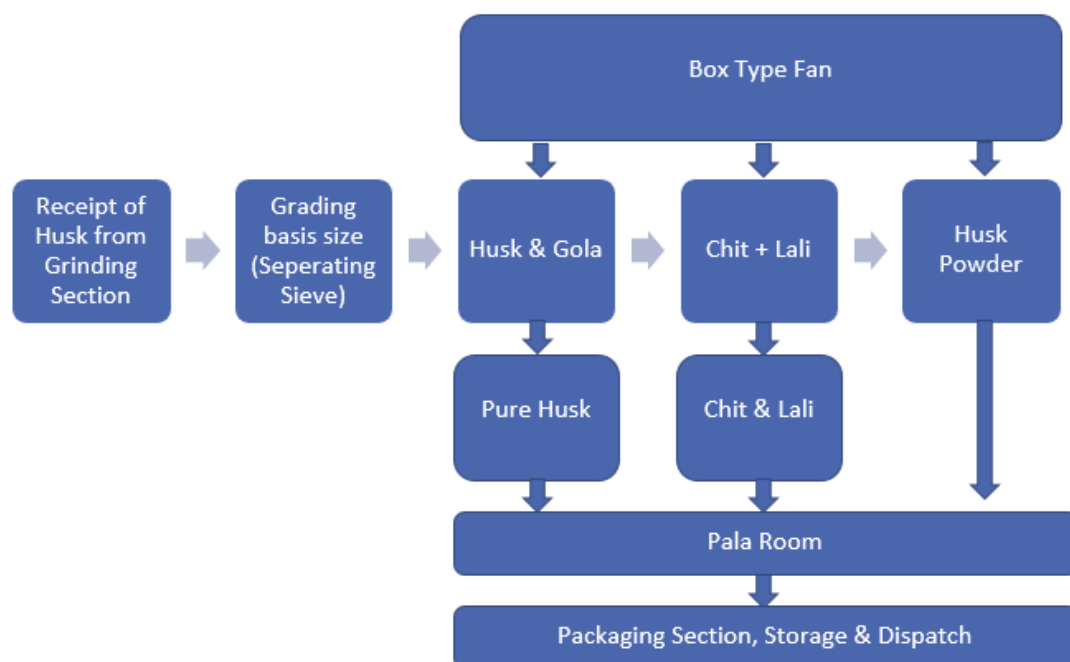 Box Type Fan
Receipt of
Husk from
Grinding
Section
Grading
basis size
(Seperating
Sieve)
Husk & Gola
Chit + Lali
Husk
Powder
Pure Husk
Chit & Lali
Pala Room
Packaging Section, Storage & Dispatch